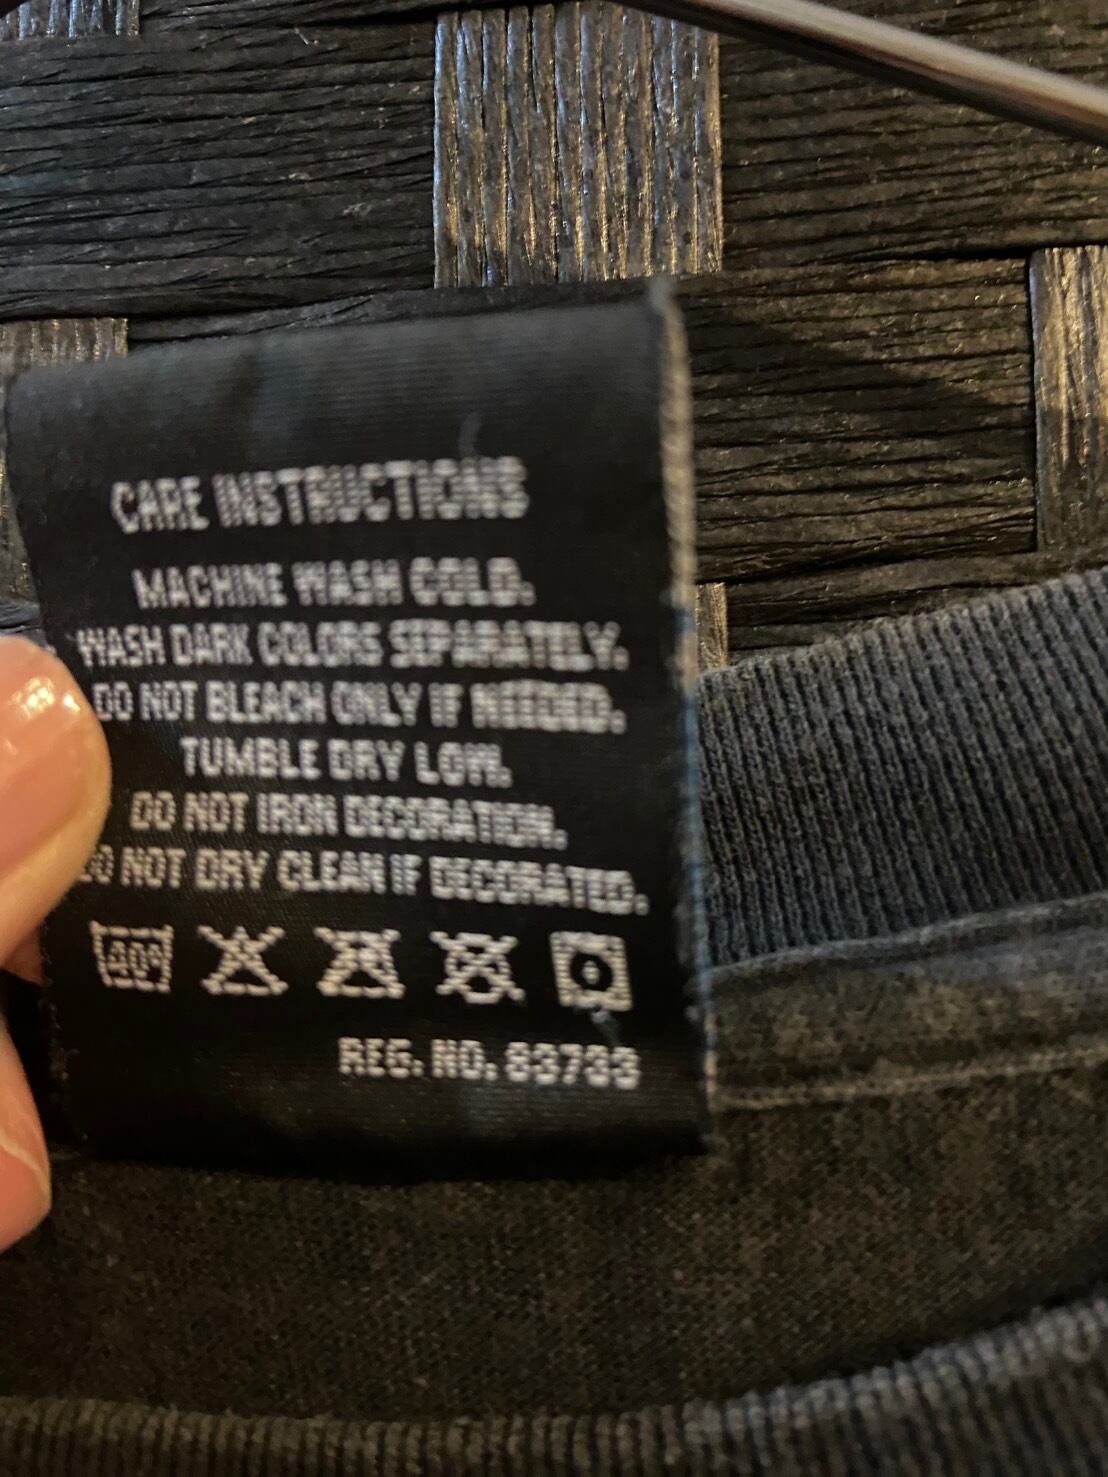 CARE INSTRUCTIONS
MACHINE WASH COLD.
WASH DARK COLORS SEPARATELY.
DO NOT BLEACH ONLY IF NEEDED.
TUMBLE DRY LOW.
DO NOT IRON DECORATION.
DO NOT DRY CLEAN IF DECORATED.
40°
REG. NO. 63733